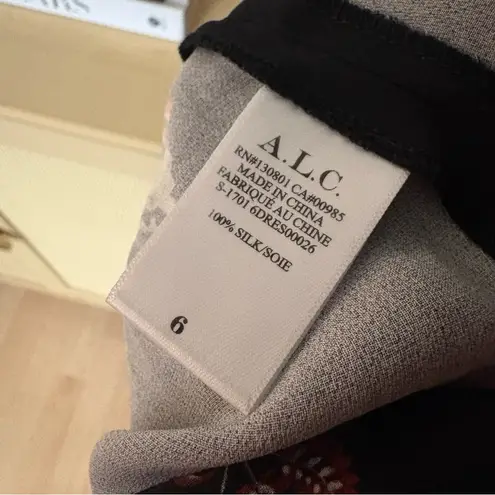 A.L.C.
RN#130801 CA#00985
MADE IN CHINA
FABRIQUÉ AU CHINE
S-1701 6DRES00026
100% SILK/SOIE
6